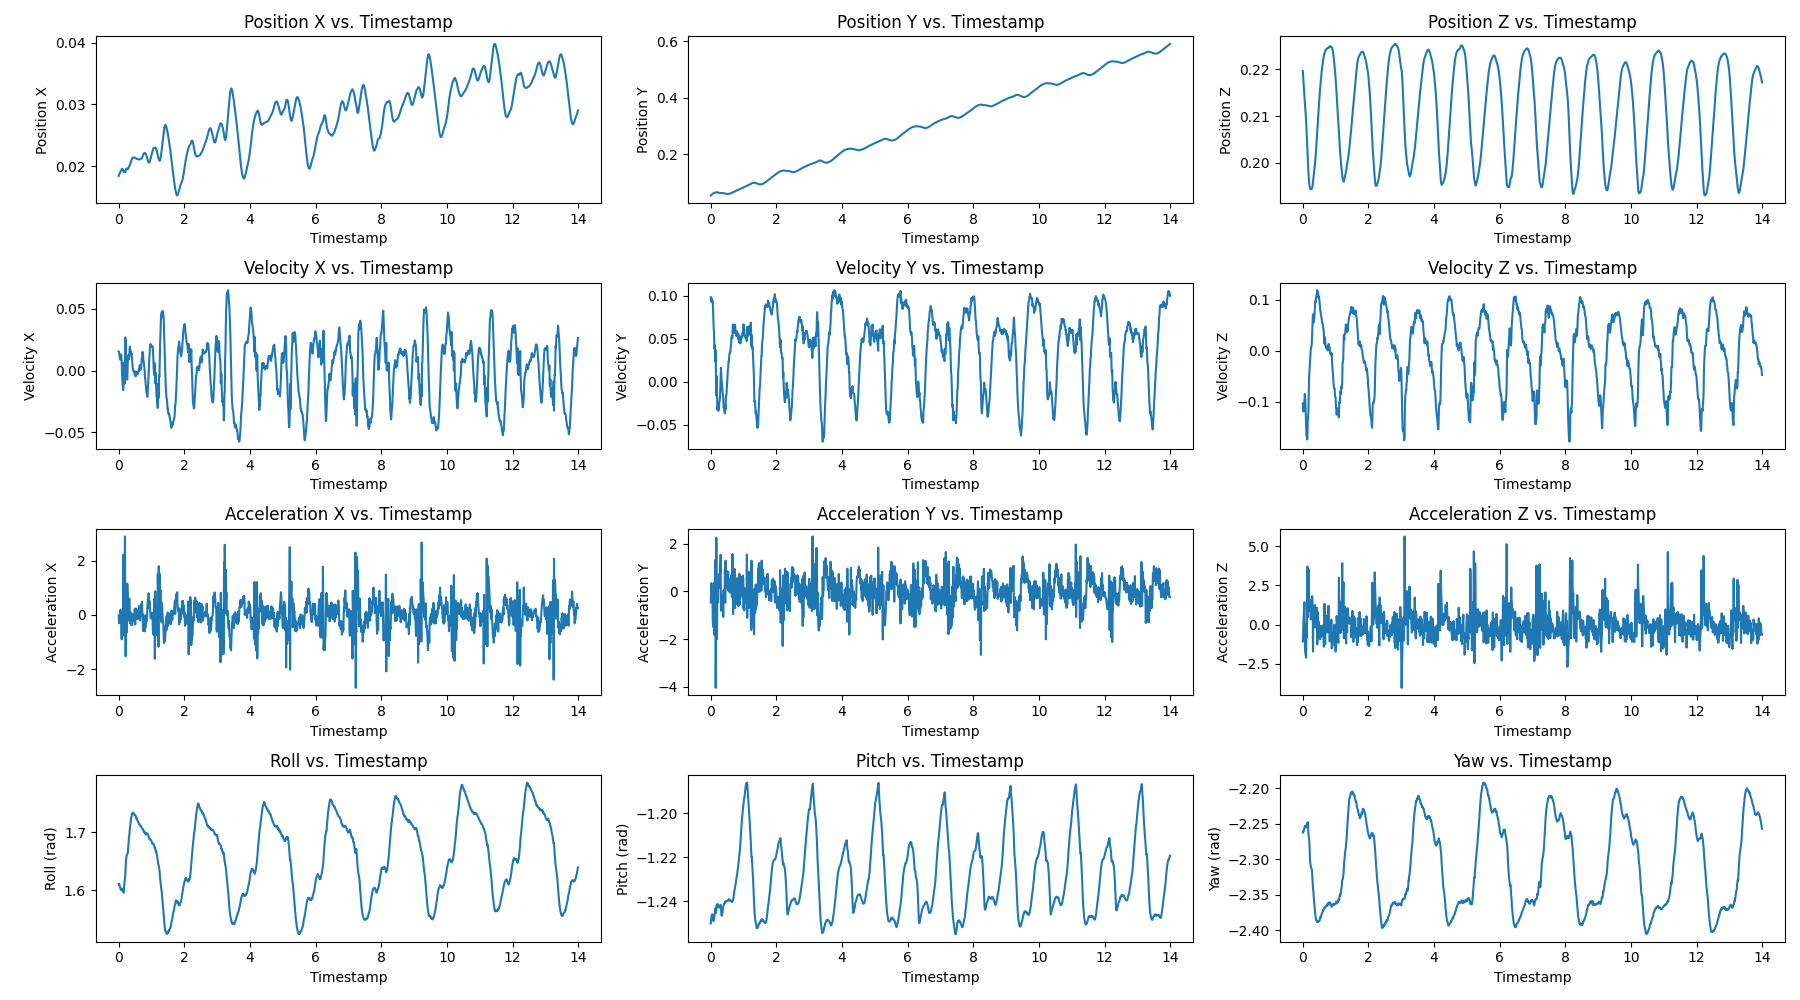 Position X vs. Timestamp
Position X
0.04
0.03
0.02
0 2 4 6 8 10 12 14
Timestamp
Position Y vs. Timestamp
Position Y
0.6
0.4
0.2
0 2 4 6 8 10 12 14
Timestamp
Position Z vs. Timestamp
Position Z
0.22
0.21
0.20
0 2 4 6 8 10 12 14
Timestamp
Velocity X vs. Timestamp
Velocity X
0.05
0.00
−0.05
0 2 4 6 8 10 12 14
Timestamp
Velocity Y vs. Timestamp
Velocity Y
0.10
0.05
0.00
−0.05
0 2 4 6 8 10 12 14
Timestamp
Velocity Z vs. Timestamp
Velocity Z
0.1
0.0
−0.1
0 2 4 6 8 10 12 14
Timestamp
Acceleration X vs. Timestamp
Acceleration X
2
0
−2
0 2 4 6 8 10 12 14
Timestamp
Acceleration Y vs. Timestamp
Acceleration Y
2
0
−2
−4
0 2 4 6 8 10 12 14
Timestamp
Acceleration Z vs. Timestamp
Acceleration Z
5.0
2.5
0.0
−2.5
0 2 4 6 8 10 12 14
Timestamp
Roll vs. Timestamp
Roll (rad)
1.7
1.6
0 2 4 6 8 10 12 14
Timestamp
Pitch vs. Timestamp
Pitch (rad)
−1.20
−1.22
−1.24
0 2 4 6 8 10 12 14
Timestamp
Yaw vs. Timestamp
Yaw (rad)
−2.20
−2.25
−2.30
−2.35
−2.40
0 2 4 6 8 10 12 14
Timestamp